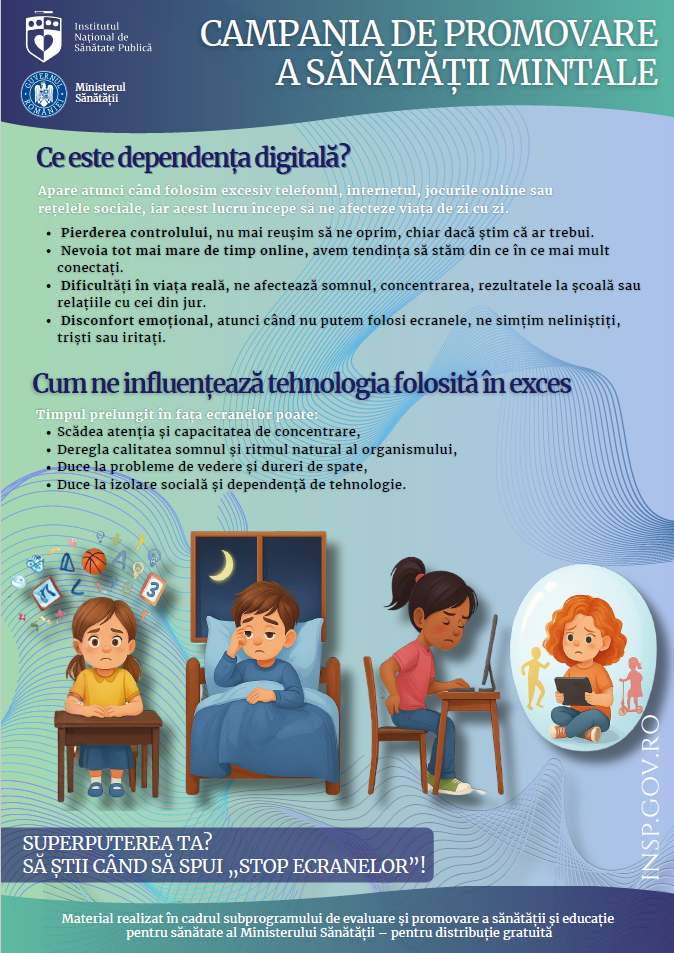 Institutul
Național de
Sănătate Publică
GUVERNUL ROMÂNIEI
Ministerul
Sănătății
CAMPANIA DE PROMOVARE
A SĂNĂTĂȚII MINTALE
Ce este dependența digitală?
Apare atunci când folosim excesiv telefonul, internetul, jocurile online sau
rețelele sociale, iar acest lucru începe să ne afecteze viața de zi cu zi.
• Pierderea controlului, nu mai reușim să ne oprim, chiar dacă știm că ar trebui.
• Nevoia tot mai mare de timp online, avem tendința să stăm din ce în ce mai mult
conectați.
• Dificultăți în viața reală, ne afectează somnul, concentrarea, rezultatele la școală sau
relațiile cu cei din jur.
• Disconfort emoțional, atunci când nu putem folosi ecranele, ne simțim neliniștiți,
triști sau iritați.
Cum ne influențează tehnologia folosită în exces
Timpul prelungit în fața ecranelor poate:
• Scădea atenția și capacitatea de concentrare,
• Deregla calitatea somnul și ritmul natural al organismului,
• Duce la probleme de vedere și dureri de spate,
• Duce la izolare socială și dependență de tehnologie.
INSP.GOV.RO
SUPERPUTEREA TA?
SĂ ȘTII CÂND SĂ SPUI „STOP ECRANELOR”!
Material realizat în cadrul subprogramului de evaluare și promovare a sănătății și educație
pentru sănătate al Ministerului Sănătății – pentru distribuție gratuită